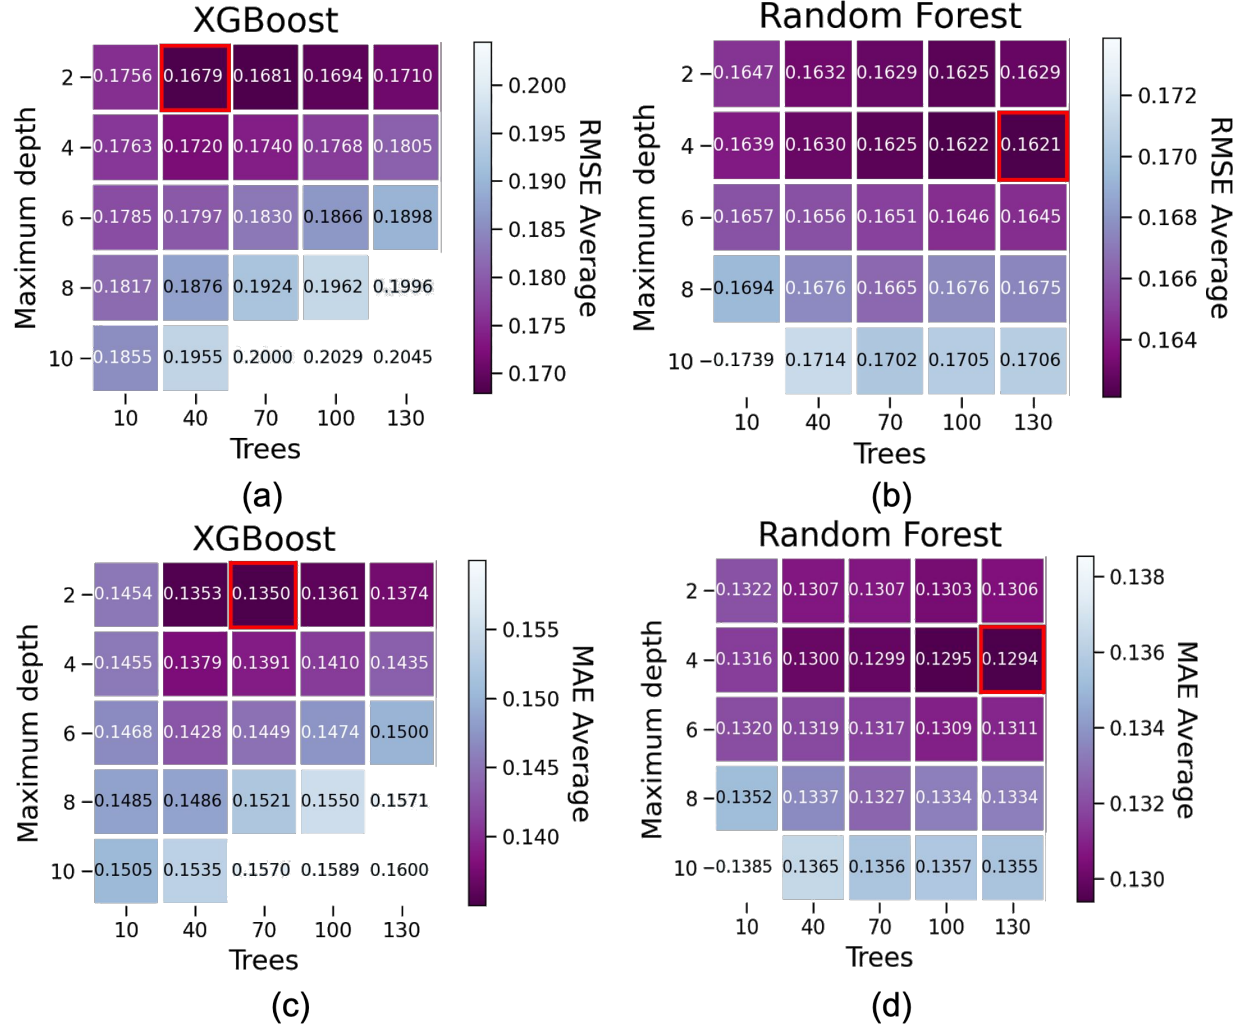 XGBoost
2 0.1756 0.1679 0.1681 0.1694 0.1710
4 0.1763 0.1720 0.1740 0.1768 0.1805
6 0.1785 0.1797 0.1830 0.1866 0.1898
8 0.1817 0.1876 0.1924 0.1962 0.1996
10 0.1855 0.1955 0.2000 0.2029 0.2045
10 40 70 100 130
Trees
Maximum depth
0.200
0.195
0.190
0.185
0.180
0.175
0.170
RMSE Average
(a)
Random Forest
2 0.1647 0.1632 0.1629 0.1625 0.1629
4 0.1639 0.1630 0.1625 0.1622 0.1621
6 0.1657 0.1656 0.1651 0.1646 0.1645
8 0.1694 0.1676 0.1665 0.1676 0.1675
10 0.1739 0.1714 0.1702 0.1705 0.1706
10 40 70 100 130
Trees
Maximum depth
0.172
0.170
0.168
0.166
0.164
RMSE Average
(b)
XGBoost
2 0.1454 0.1353 0.1350 0.1361 0.1374
4 0.1455 0.1379 0.1391 0.1410 0.1435
6 0.1468 0.1428 0.1449 0.1474 0.1500
8 0.1485 0.1486 0.1521 0.1550 0.1571
10 0.1505 0.1535 0.1570 0.1589 0.1600
10 40 70 100 130
Trees
Maximum depth
0.155
0.150
0.145
0.140
MAE Average
(c)
Random Forest
2 0.1322 0.1307 0.1307 0.1303 0.1306
4 0.1316 0.1300 0.1299 0.1295 0.1294
6 0.1320 0.1319 0.1317 0.1309 0.1311
8 0.1352 0.1337 0.1327 0.1334 0.1334
10 0.1385 0.1365 0.1356 0.1357 0.1355
10 40 70 100 130
Trees
Maximum depth
0.138
0.136
0.134
0.132
0.130
MAE Average
(d)